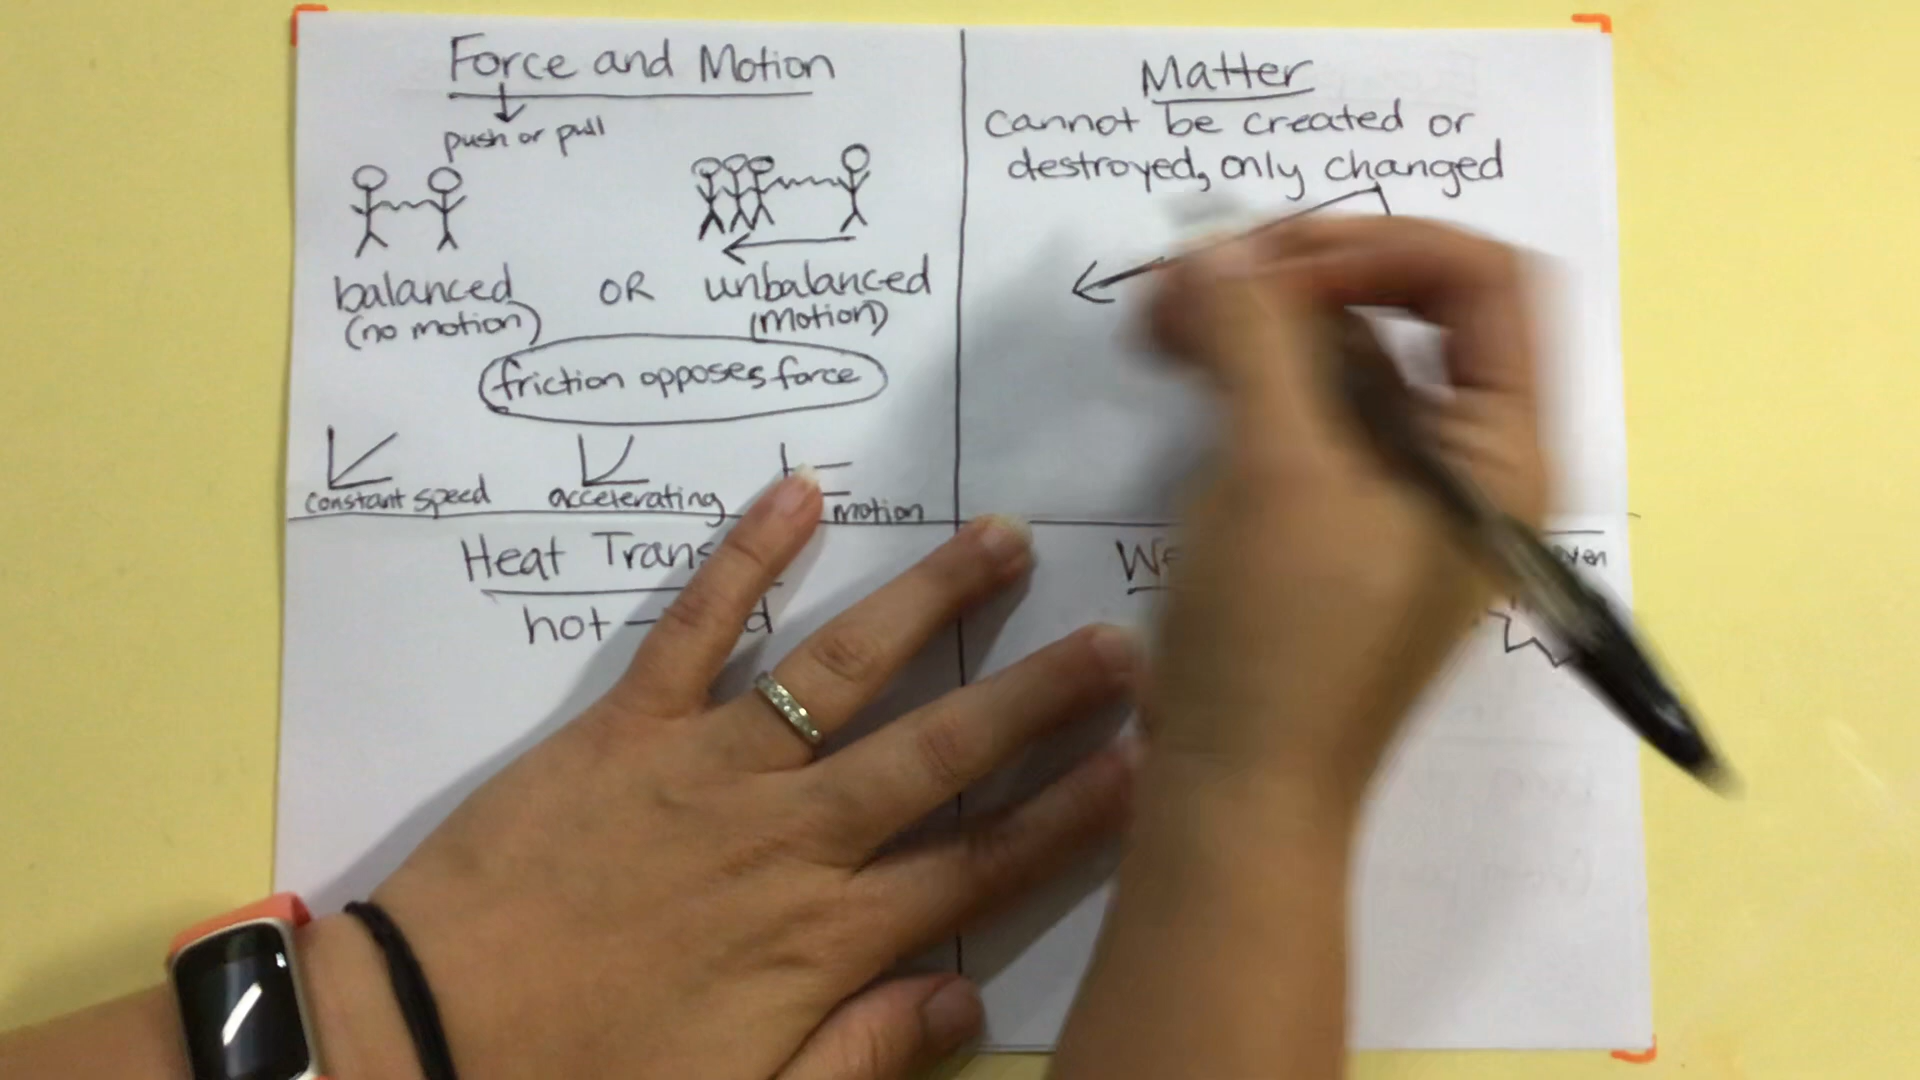 Force and Motion
push or pull
balanced OR unbalanced
(no motion) (motion)
friction opposes force
constant speed accelerating motion
Matter
cannot be created or
destroyed, only changed
Heat
hot